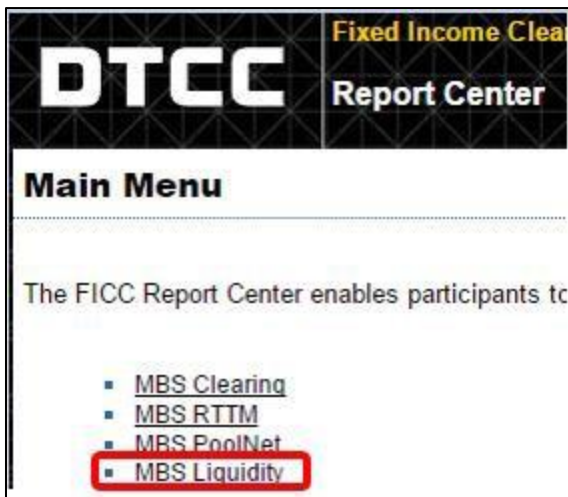 DTCC
Fixed Income Clea
Report Center
Main Menu
The FICC Report Center enables participants to
MBS Clearing
MBS RTTM
MBS PoolNet
MBS Liquidity